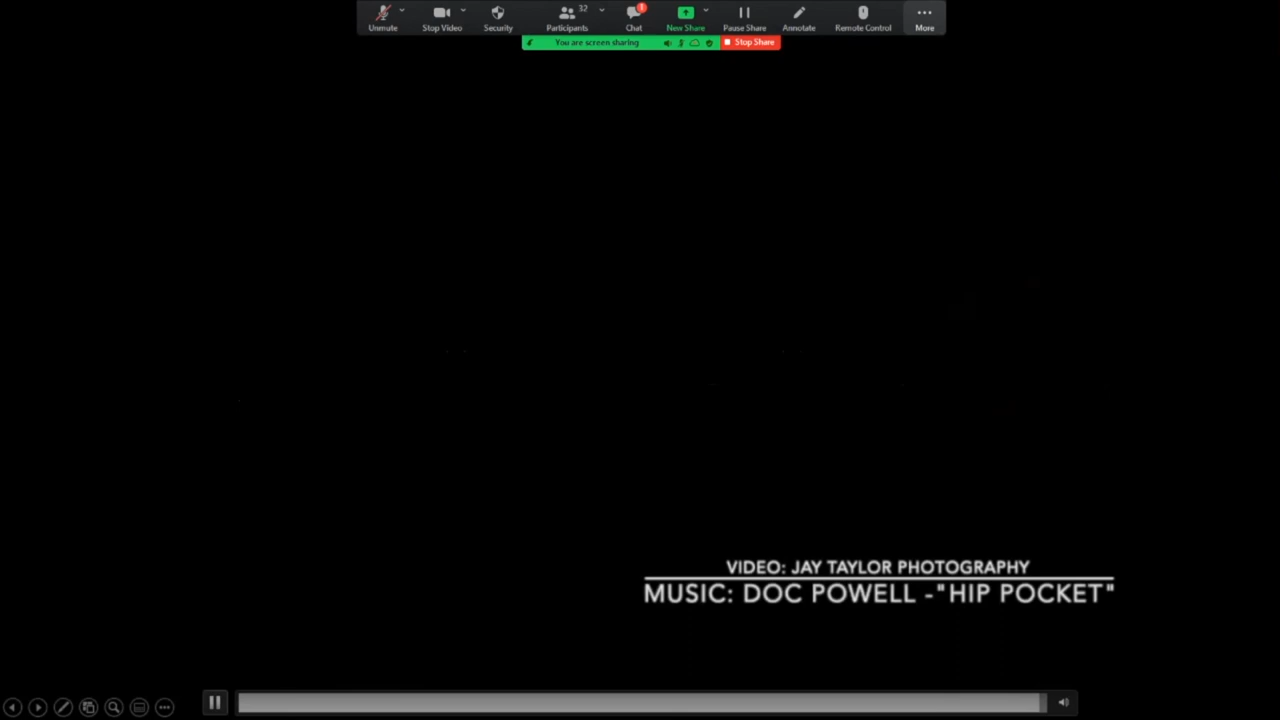 32 1
Unmute Stop Video Security Participants Chat New Share Pause Share Annotate Remote Control More
You are screen sharing Stop Share
VIDEO: JAY TAYLOR PHOTOGRAPHY
MUSIC: DOC POWELL -"HIP POCKET"